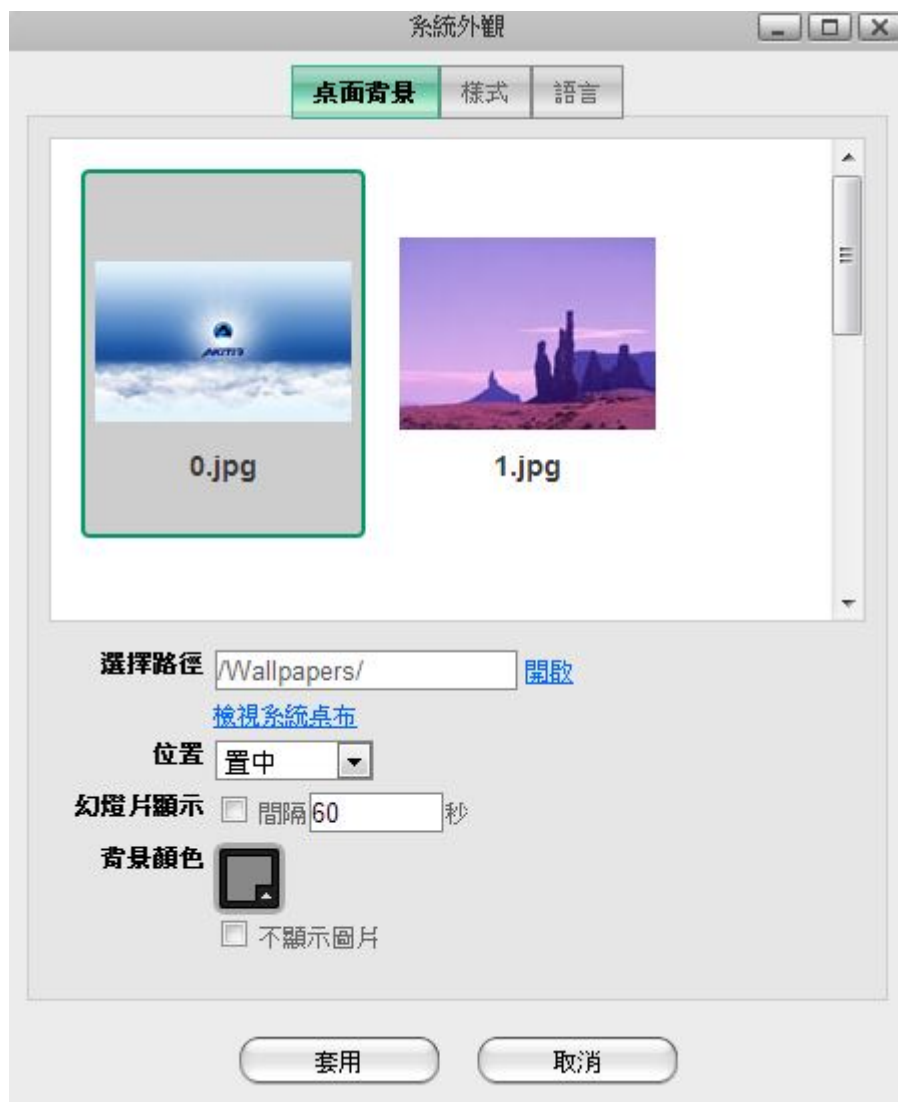 系統外觀
桌面背景 樣式 語言
AKiTiO
0.jpg 1.jpg
選擇路徑 /Wallpapers/ 開啟
檢視系統桌布
位置 置中
幻燈片顯示 間隔 60 秒
背景顏色
不顯示圖片
套用 取消